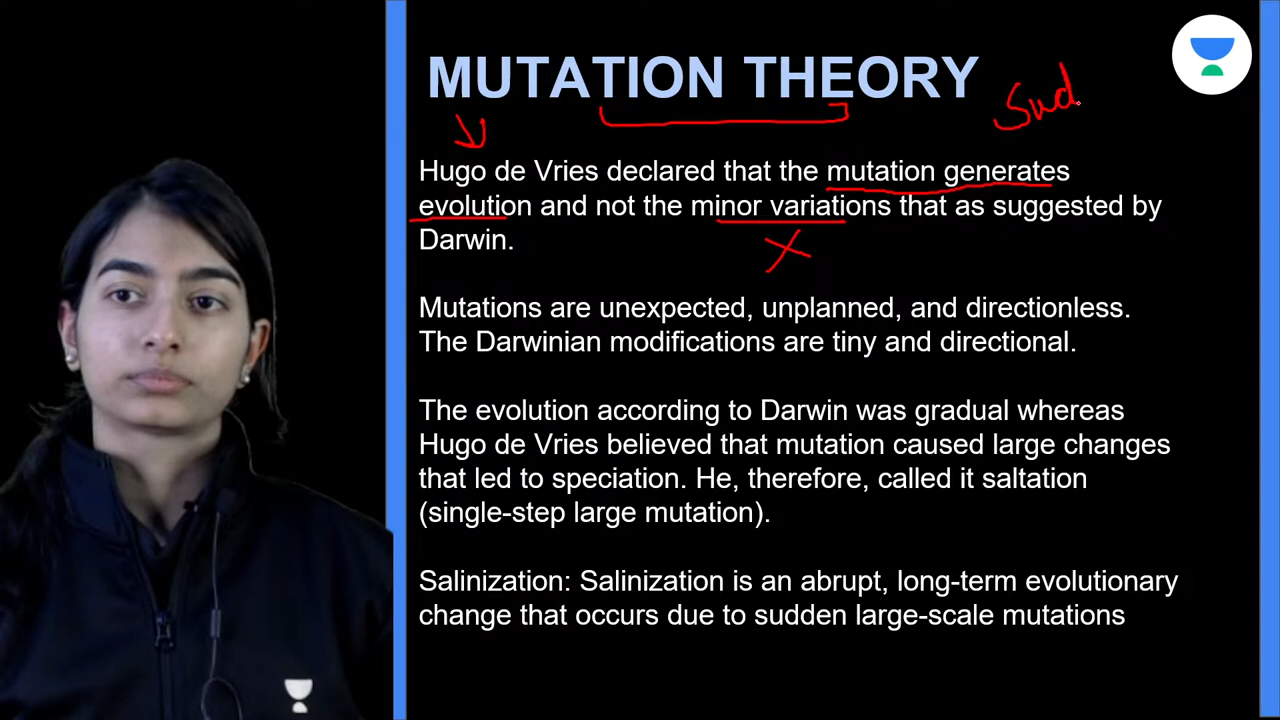 MUTATION THEORY
Sud
Hugo de Vries declared that the mutation generates
evolution and not the minor variations that as suggested by
Darwin.
Mutations are unexpected, unplanned, and directionless.
The Darwinian modifications are tiny and directional.
The evolution according to Darwin was gradual whereas
Hugo de Vries believed that mutation caused large changes
that led to speciation. He, therefore, called it saltation
(single-step large mutation).
Salinization: Salinization is an abrupt, long-term evolutionary
change that occurs due to sudden large-scale mutations